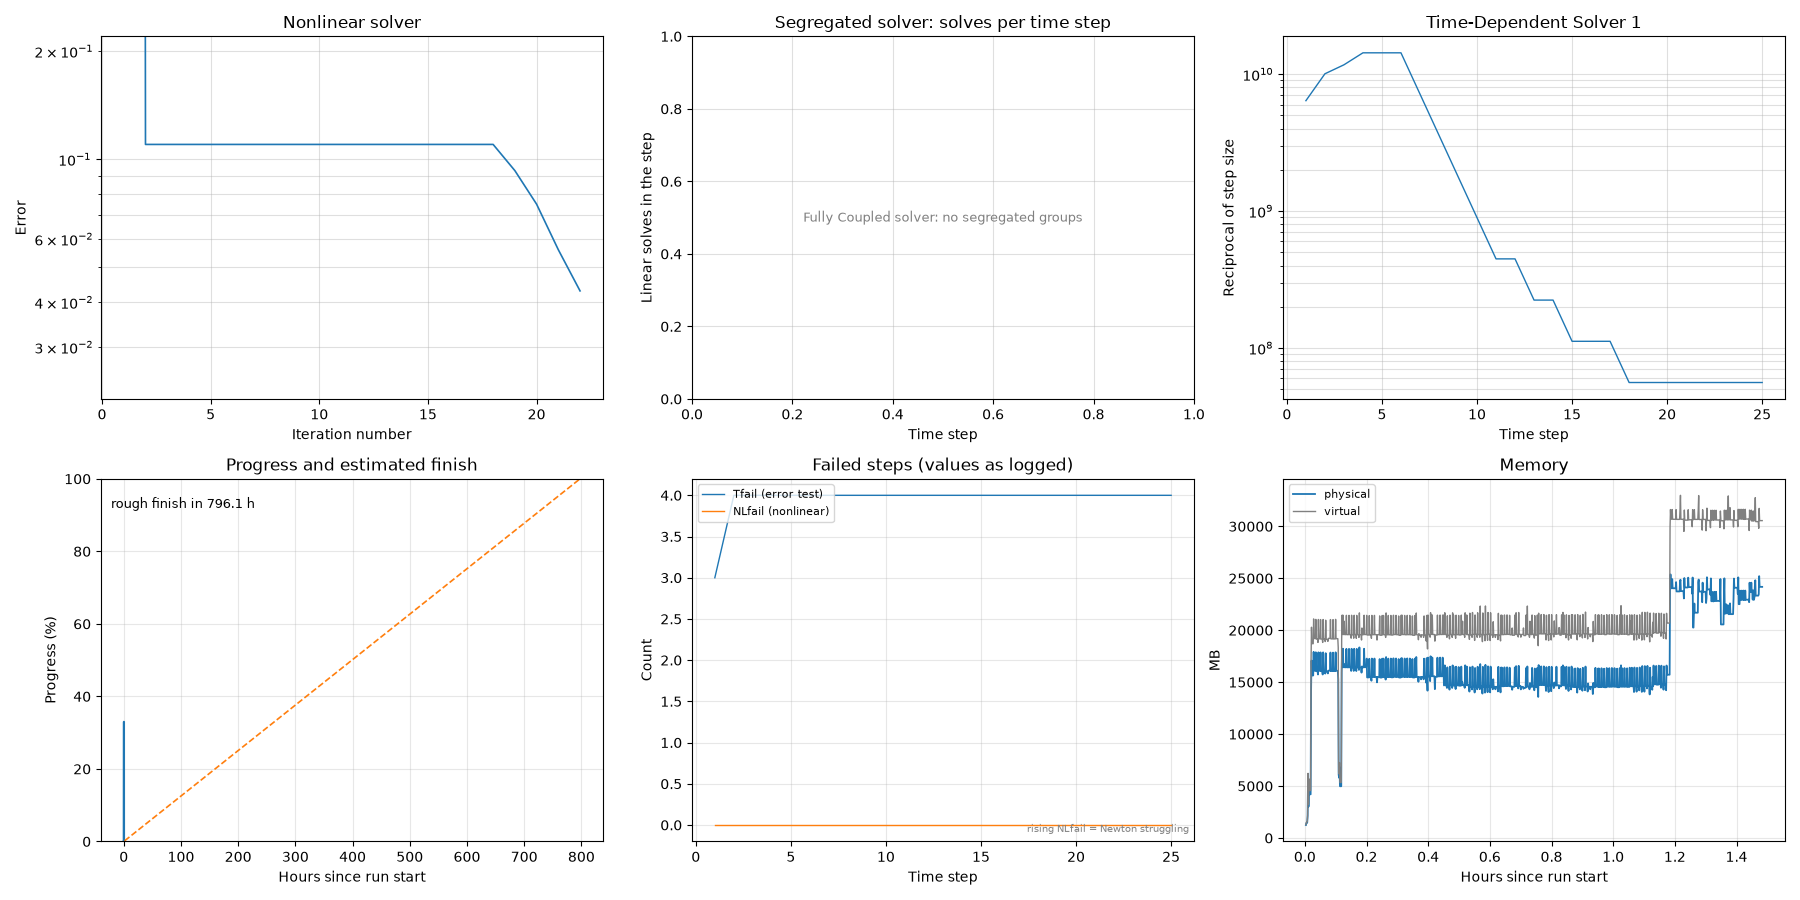 Nonlinear solver
Error
2 × 10⁻¹
10⁻¹
6 × 10⁻²
4 × 10⁻²
3 × 10⁻²
0 5 10 15 20
Iteration number
Segregated solver: solves per time step
Linear solves in the step
1.0
0.8
0.6
0.4
0.2
0.0
Fully Coupled solver: no segregated groups
0.0 0.2 0.4 0.6 0.8 1.0
Time step
Time-Dependent Solver 1
Reciprocal of step size
10¹⁰
10⁹
10⁸
0 5 10 15 20 25
Time step
Progress and estimated finish
Progress (%)
100
80
60
40
20
0
rough finish in 796.1 h
0 100 200 300 400 500 600 700 800
Hours since run start
Failed steps (values as logged)
Count
4.0
3.5
3.0
2.5
2.0
1.5
1.0
0.5
0.0
Tfail (error test)
NLfail (nonlinear)
rising NLfail = Newton struggling
0 5 10 15 20 25
Time step
Memory
MB
30000
25000
20000
15000
10000
5000
0
physical
virtual
0.0 0.2 0.4 0.6 0.8 1.0 1.2 1.4
Hours since run start